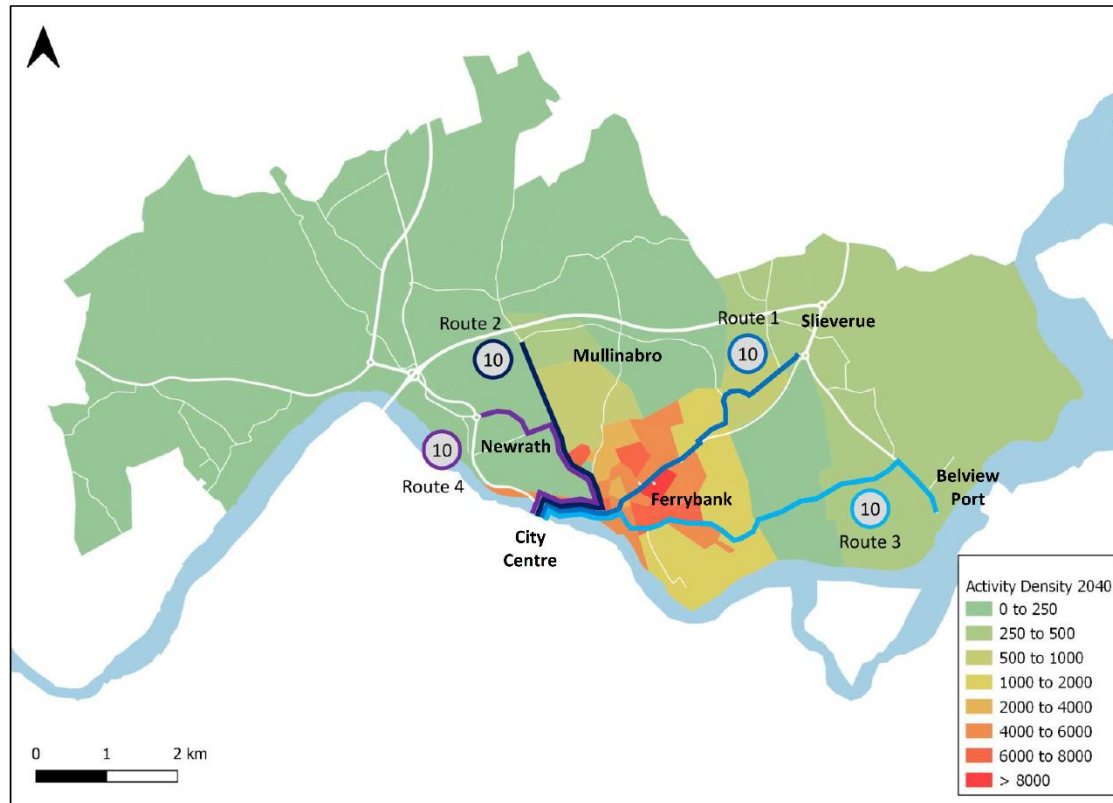 Route 2
10
Mullinabro
Route 1
10
Slieverue
Newrath
10
Route 4
Ferrybank
Belview
Port
10
Route 3
City
Centre
Activity Density 2040
0 to 250
250 to 500
500 to 1000
1000 to 2000
2000 to 4000
4000 to 6000
6000 to 8000
> 8000
0 1 2 km